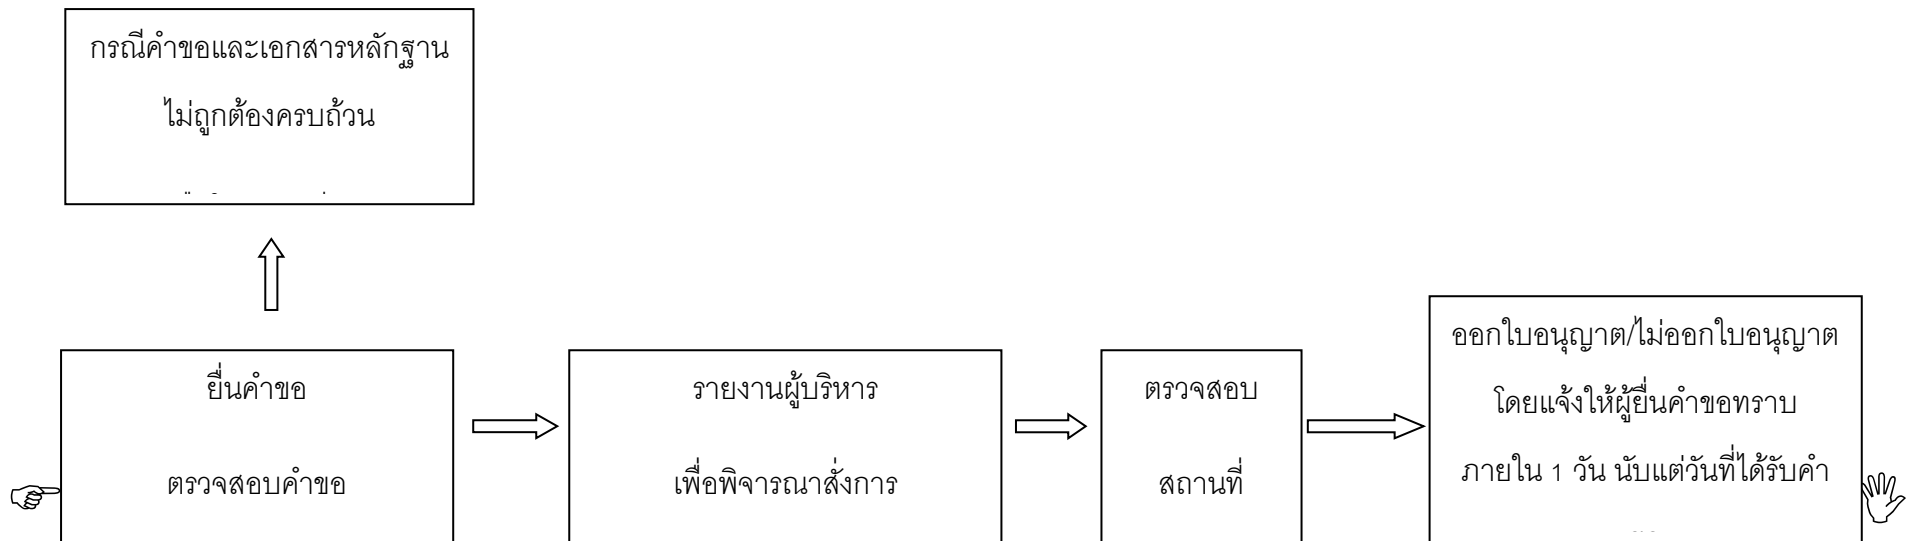 กรณีคำขอและเอกสารหลักฐาน
ไม่ถูกต้องครบถ้วน
ยื่นคำขอ
ตรวจสอบคำขอ
รายงานผู้บริหาร
เพื่อพิจารณาสั่งการ
ตรวจสอบ
สถานที่
ออกใบอนุญาต/ไม่ออกใบอนุญาต
โดยแจ้งให้ผู้ยื่นคำขอทราบ
ภายใน 1 วัน นับแต่วันที่ได้รับคำ